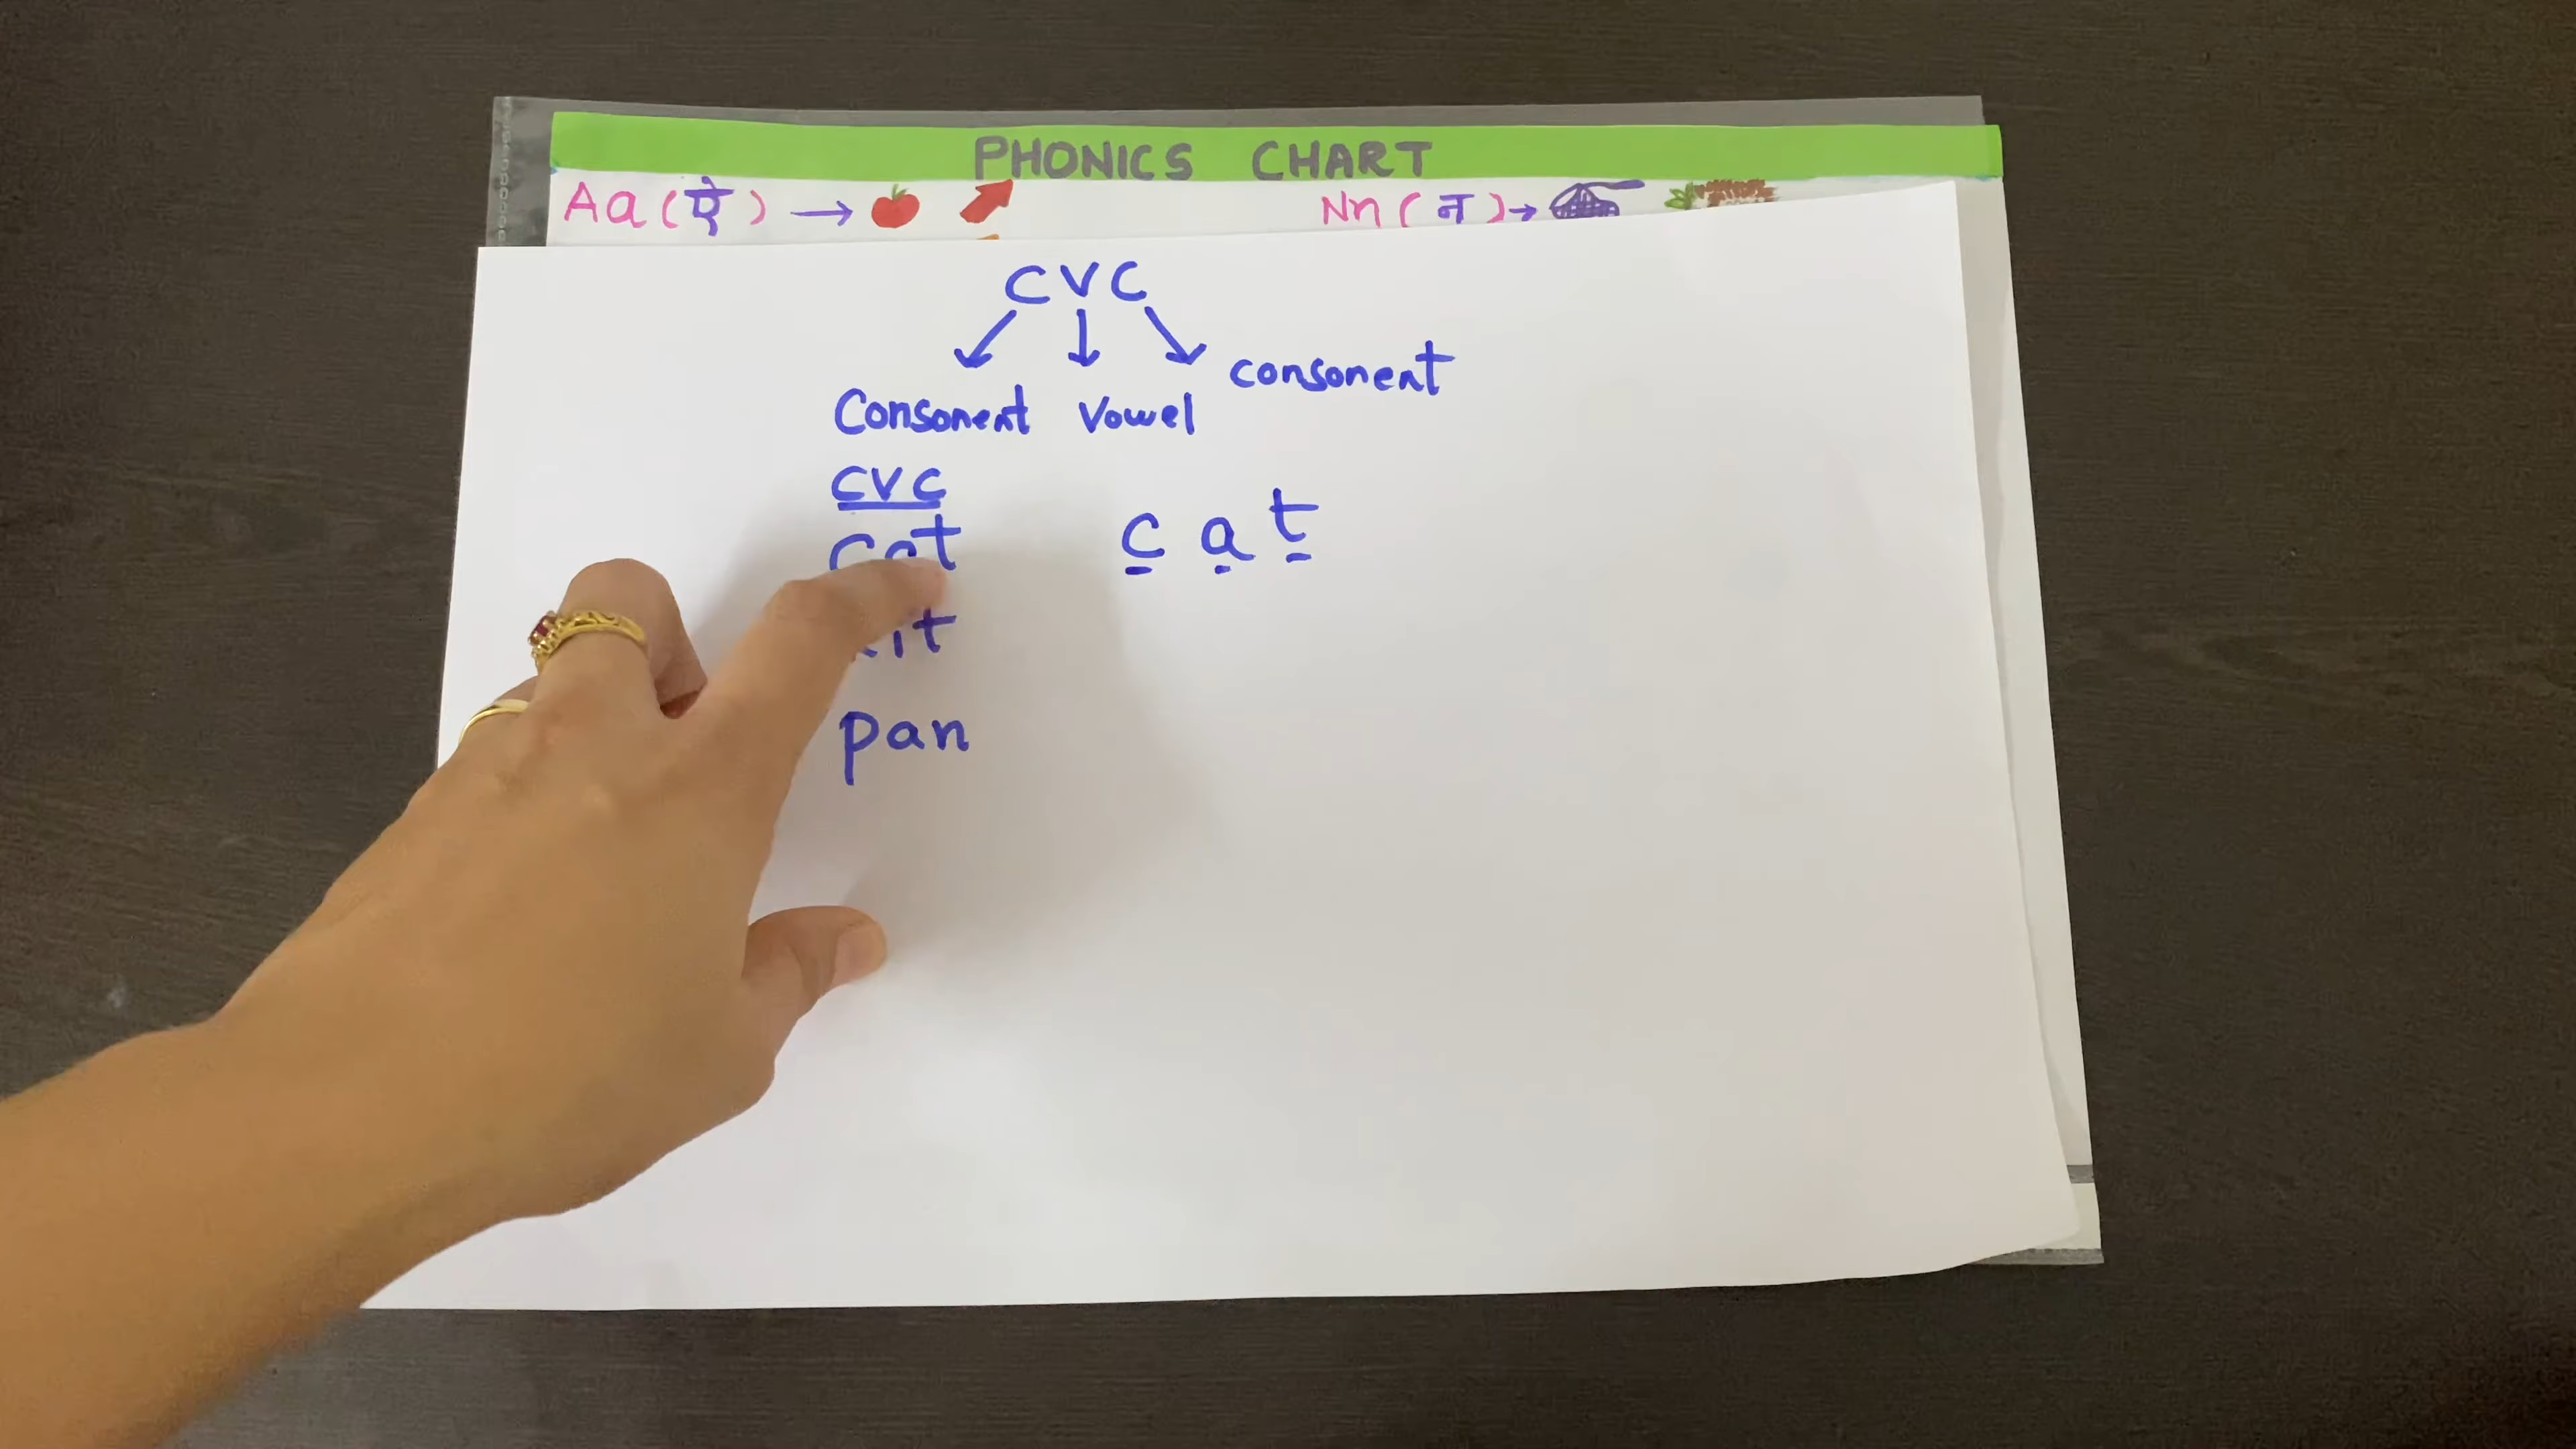 PHONICS CHART
Aa (ऐ) → Nn (न) →
CVC
consonent
Consonent Vowel
CVC
cat c a t
pan